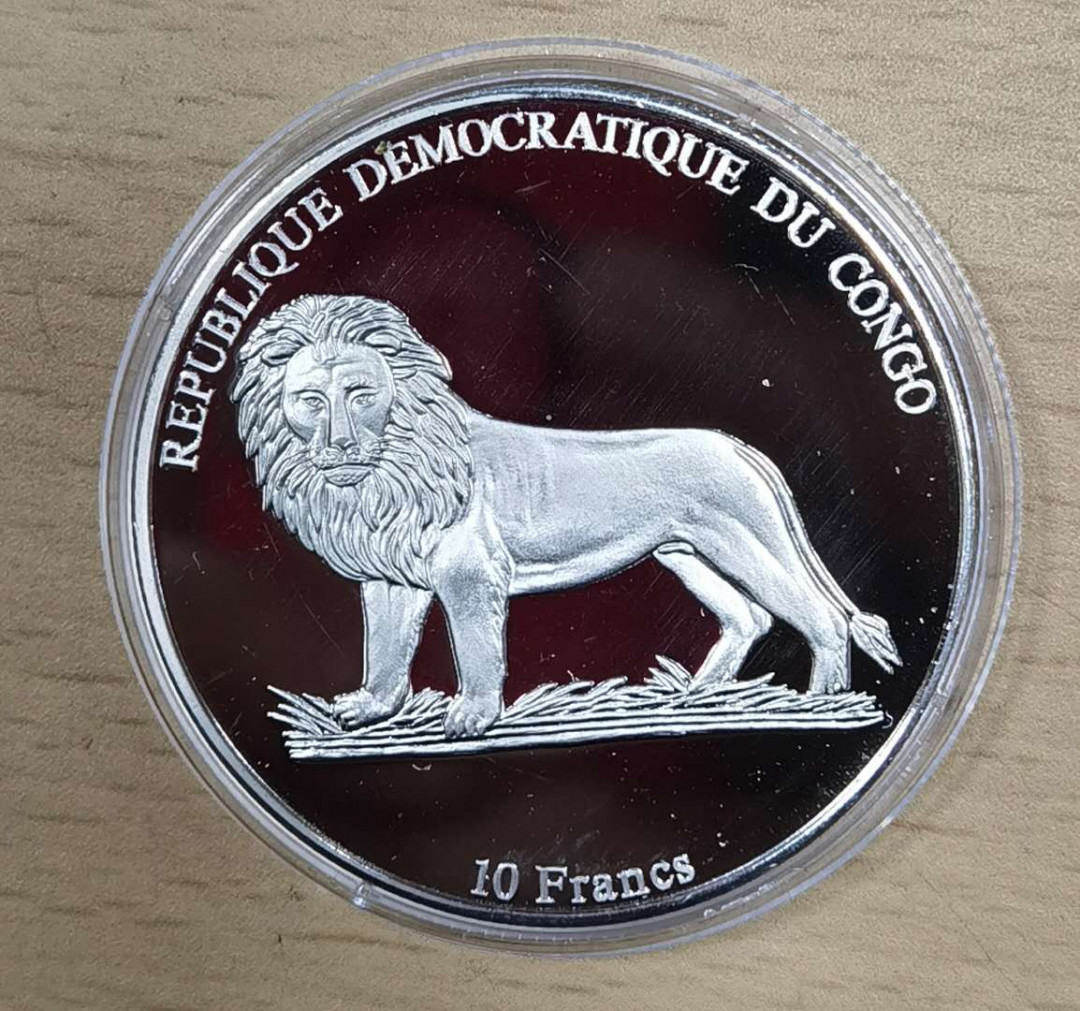 REPUBLIQUE DEMOCRATIQUE DU CONGO
10 Francs